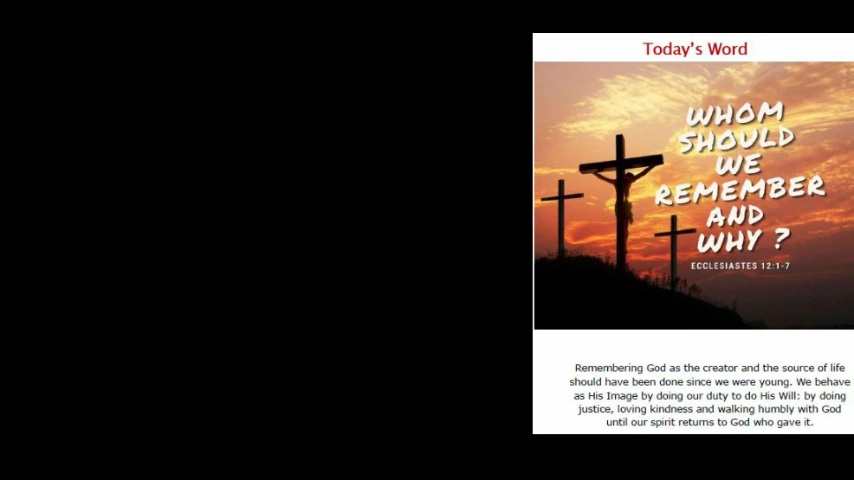 Today's Word
WHOM
SHOULD
WE
REMEMBER
AND
WHY ?
ECCLESIASTES 12:1-7
Remembering God as the creator and the source of life
should have been done since we were young. We behave
as His Image by doing our duty to do His Will: by doing
justice, loving kindness and walking humbly with God
until our spirit returns to God who gave it.